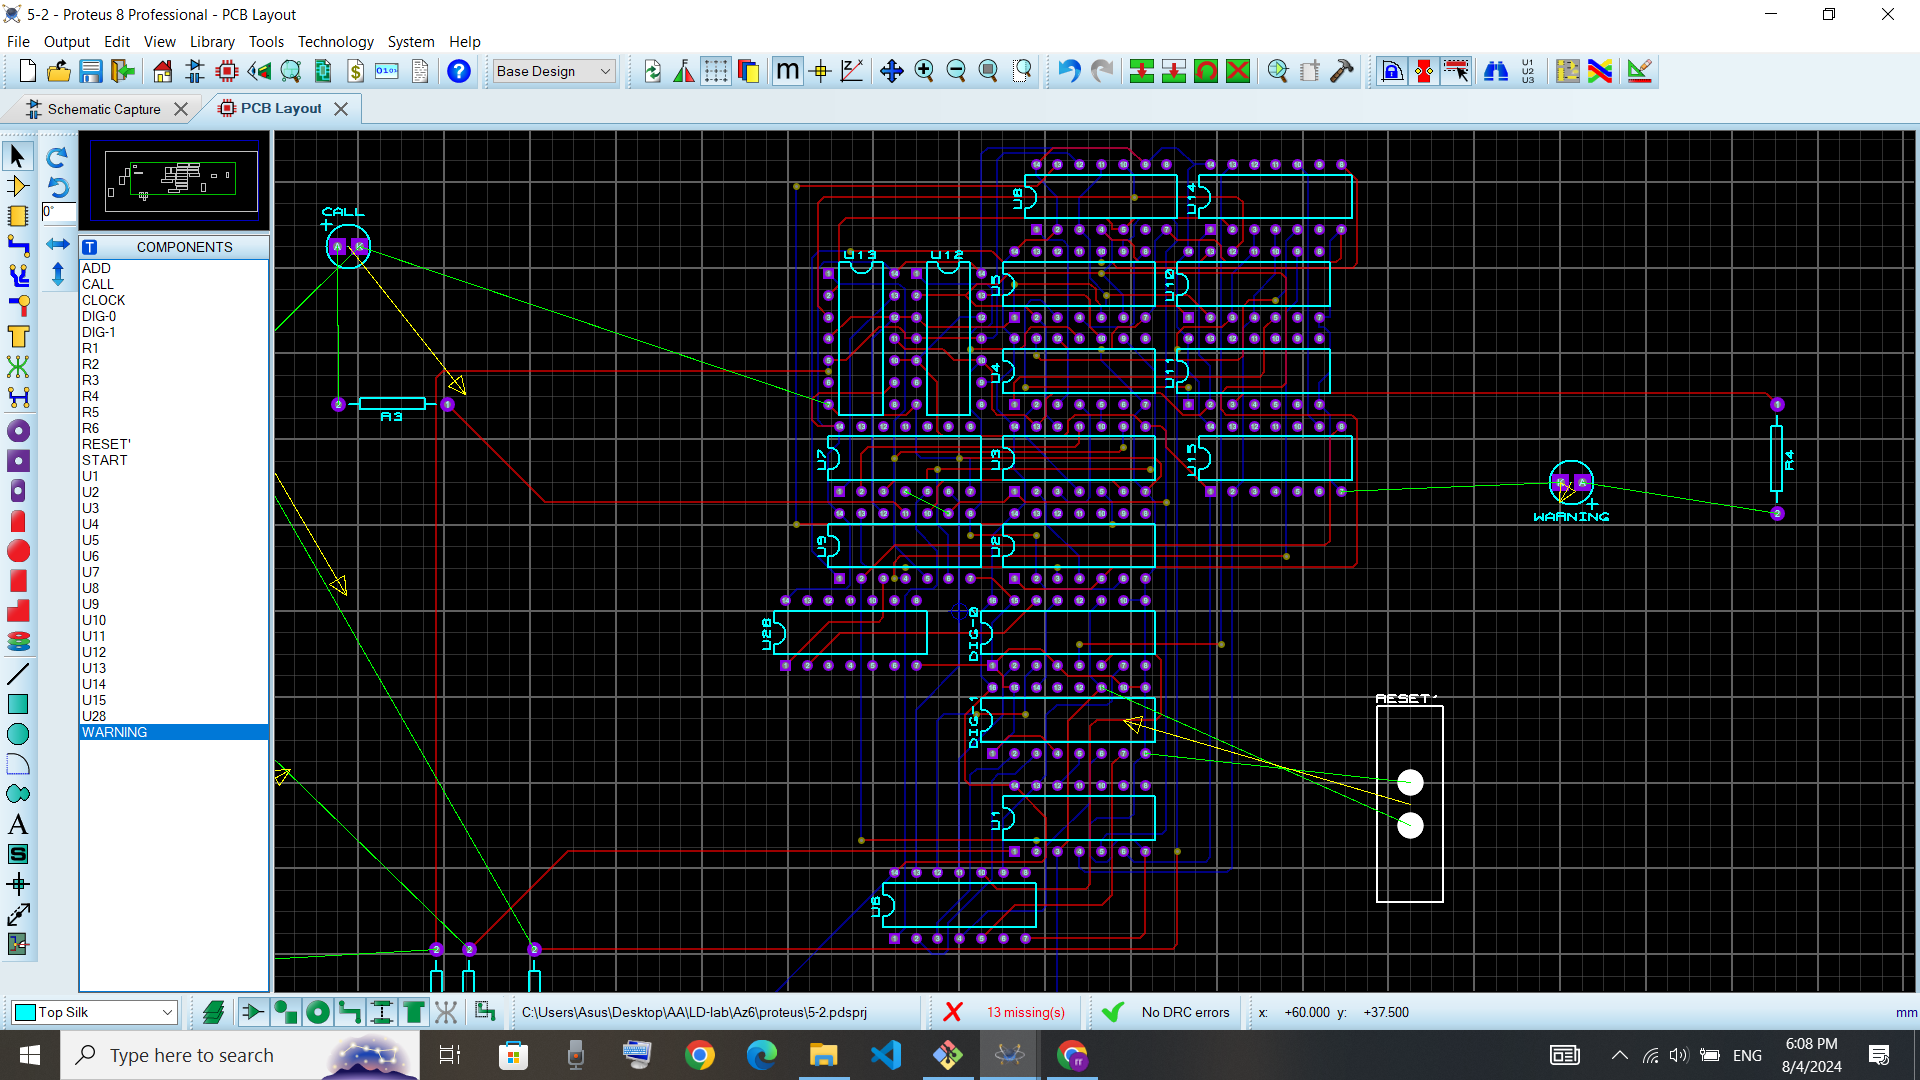 5-2 - Proteus 8 Professional - PCB Layout
File Output Edit View Library Tools Technology System Help
Base Design
Schematic Capture
PCB Layout
0°
COMPONENTS
ADD
CALL
CLOCK
DIG-0
DIG-1
R1
R2
R3
R4
R5
R6
RESET'
START
U1
U2
U3
U4
U5
U6
U7
U8
U9
U10
U11
U12
U13
U14
U15
U28
WARNING
CALL
R3
U8
U14
U13
U12
U5
U10
U4
U11
U7
U3
U15
R4
WARNING
U9
U2
U28
DIG-0
DIG-1
RESET'
U1
U6
Top Silk
C:\Users\Asus\Desktop\AA\LD-lab\Az6\proteus\5-2.pdsprj
13 missing(s)
No DRC errors
x: +60.000 y: +37.500
mm
Type here to search
ENG
6:08 PM
8/4/2024